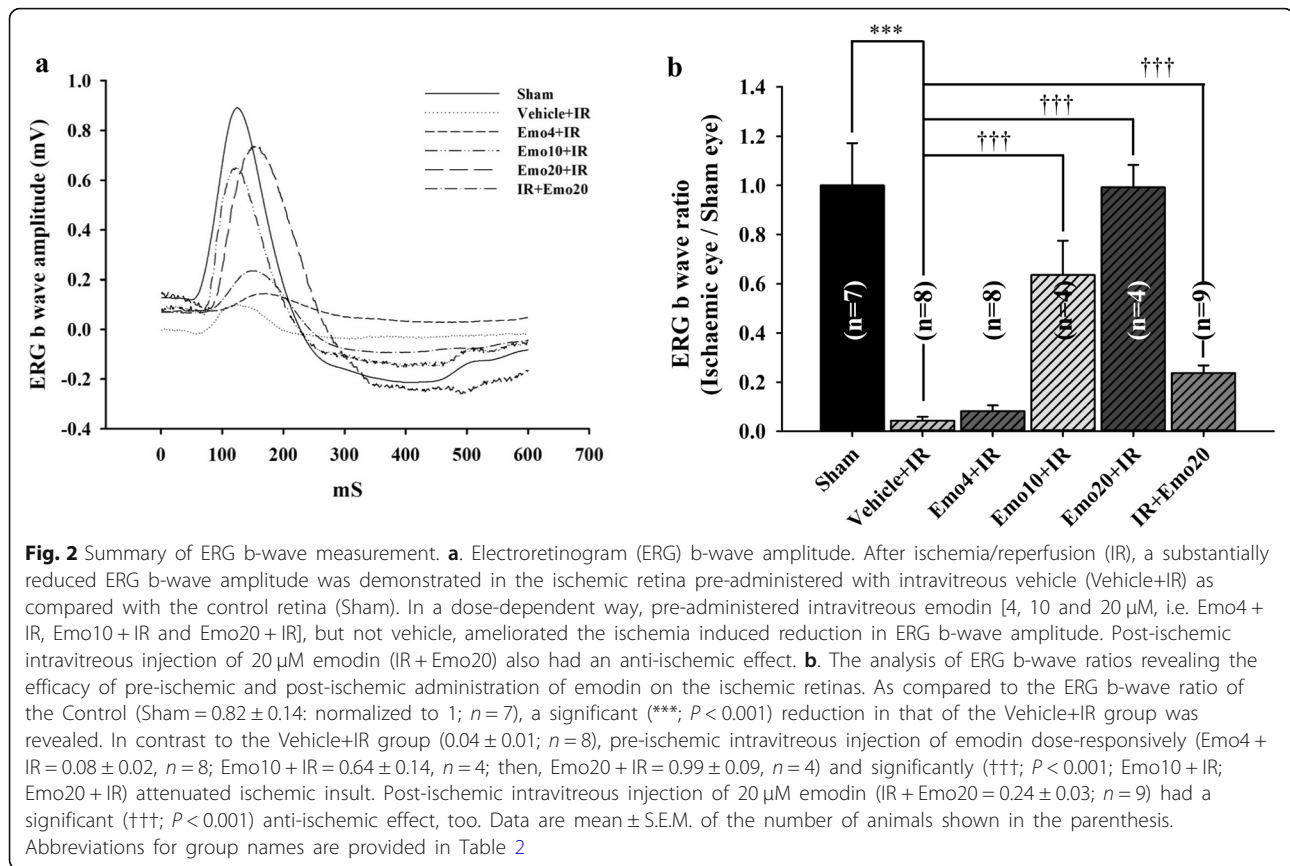 a
ERG b wave amplitude (mV)
1.0
0.8
0.6
0.4
0.2
0.0
-0.2
-0.4
0 100 200 300 400 500 600 700
mS
Sham
Vehicle+IR
Emo4+IR
Emo10+IR
Emo20+IR
IR+Emo20
b
ERG b wave ratio
(Ischaemic eye / Sham eye)
1.4
1.2
1.0
0.8
0.6
0.4
0.2
0.0
***
†††
†††
†††
(n=7)
(n=8)
(n=8)
(n=4)
(n=4)
(n=9)
Sham
Vehicle+IR
Emo4+IR
Emo10+IR
Emo20+IR
IR+Emo20
Fig. 2 Summary of ERG b-wave measurement. a. Electroretinogram (ERG) b-wave amplitude. After ischemia/reperfusion (IR), a substantially
reduced ERG b-wave amplitude was demonstrated in the ischemic retina pre-administered with intravitreous vehicle (Vehicle+IR) as
compared with the control retina (Sham). In a dose-dependent way, pre-administered intravitreous emodin [4, 10 and 20 μM, i.e. Emo4 +
IR, Emo10 + IR and Emo20 + IR], but not vehicle, ameliorated the ischemia induced reduction in ERG b-wave amplitude. Post-ischemic
intravitreous injection of 20 μM emodin (IR + Emo20) also had an anti-ischemic effect. b. The analysis of ERG b-wave ratios revealing the
efficacy of pre-ischemic and post-ischemic administration of emodin on the ischemic retinas. As compared to the ERG b-wave ratio of
the Control (Sham = 0.82 ± 0.14: normalized to 1; n = 7), a significant (***; P < 0.001) reduction in that of the Vehicle+IR group was
revealed. In contrast to the Vehicle+IR group (0.04 ± 0.01; n = 8), pre-ischemic intravitreous injection of emodin dose-responsively (Emo4 +
IR = 0.08 ± 0.02, n = 8; Emo10 + IR = 0.64 ± 0.14, n = 4; then, Emo20 + IR = 0.99 ± 0.09, n = 4) and significantly (†††; P < 0.001; Emo10 + IR;
Emo20 + IR) attenuated ischemic insult. Post-ischemic intravitreous injection of 20 μM emodin (IR + Emo20 = 0.24 ± 0.03; n = 9) had a
significant (†††; P < 0.001) anti-ischemic effect, too. Data are mean ± S.E.M. of the number of animals shown in the parenthesis.
Abbreviations for group names are provided in Table 2